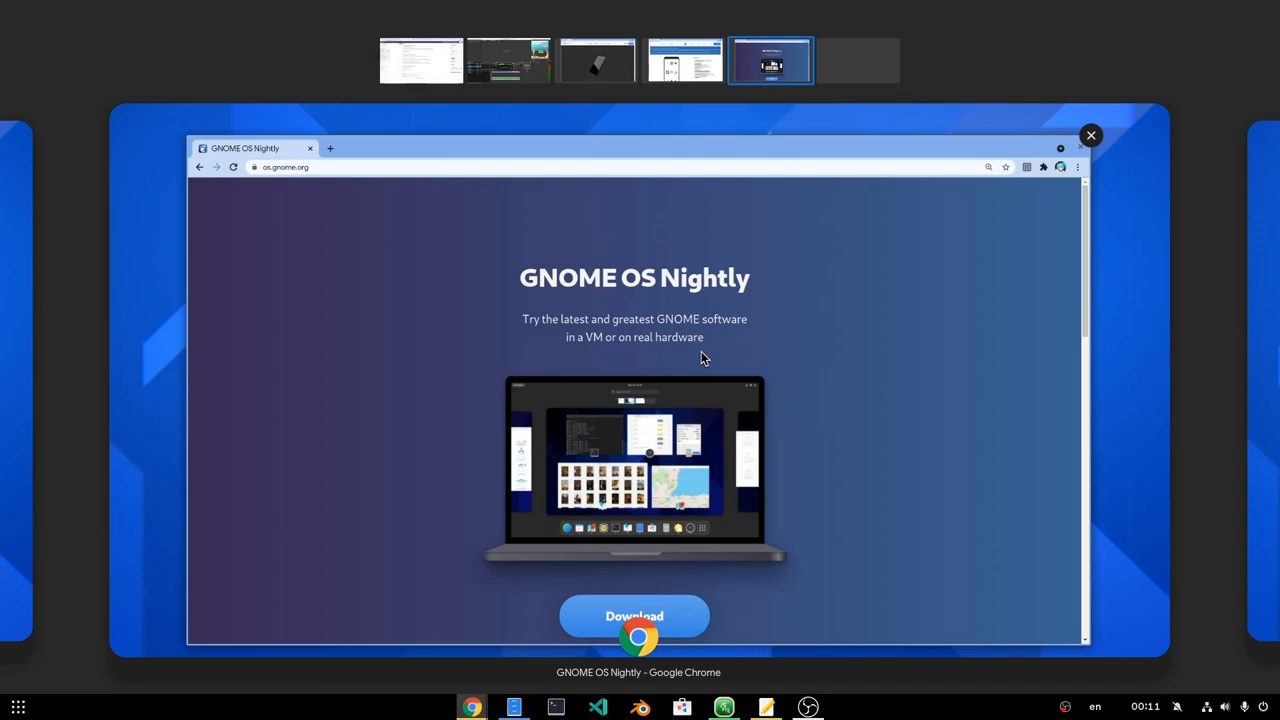 GNOME OS Nightly
os.gnome.org
GNOME OS Nightly
Try the latest and greatest GNOME software
in a VM or on real hardware
Download
GNOME OS Nightly - Google Chrome
en
00:11